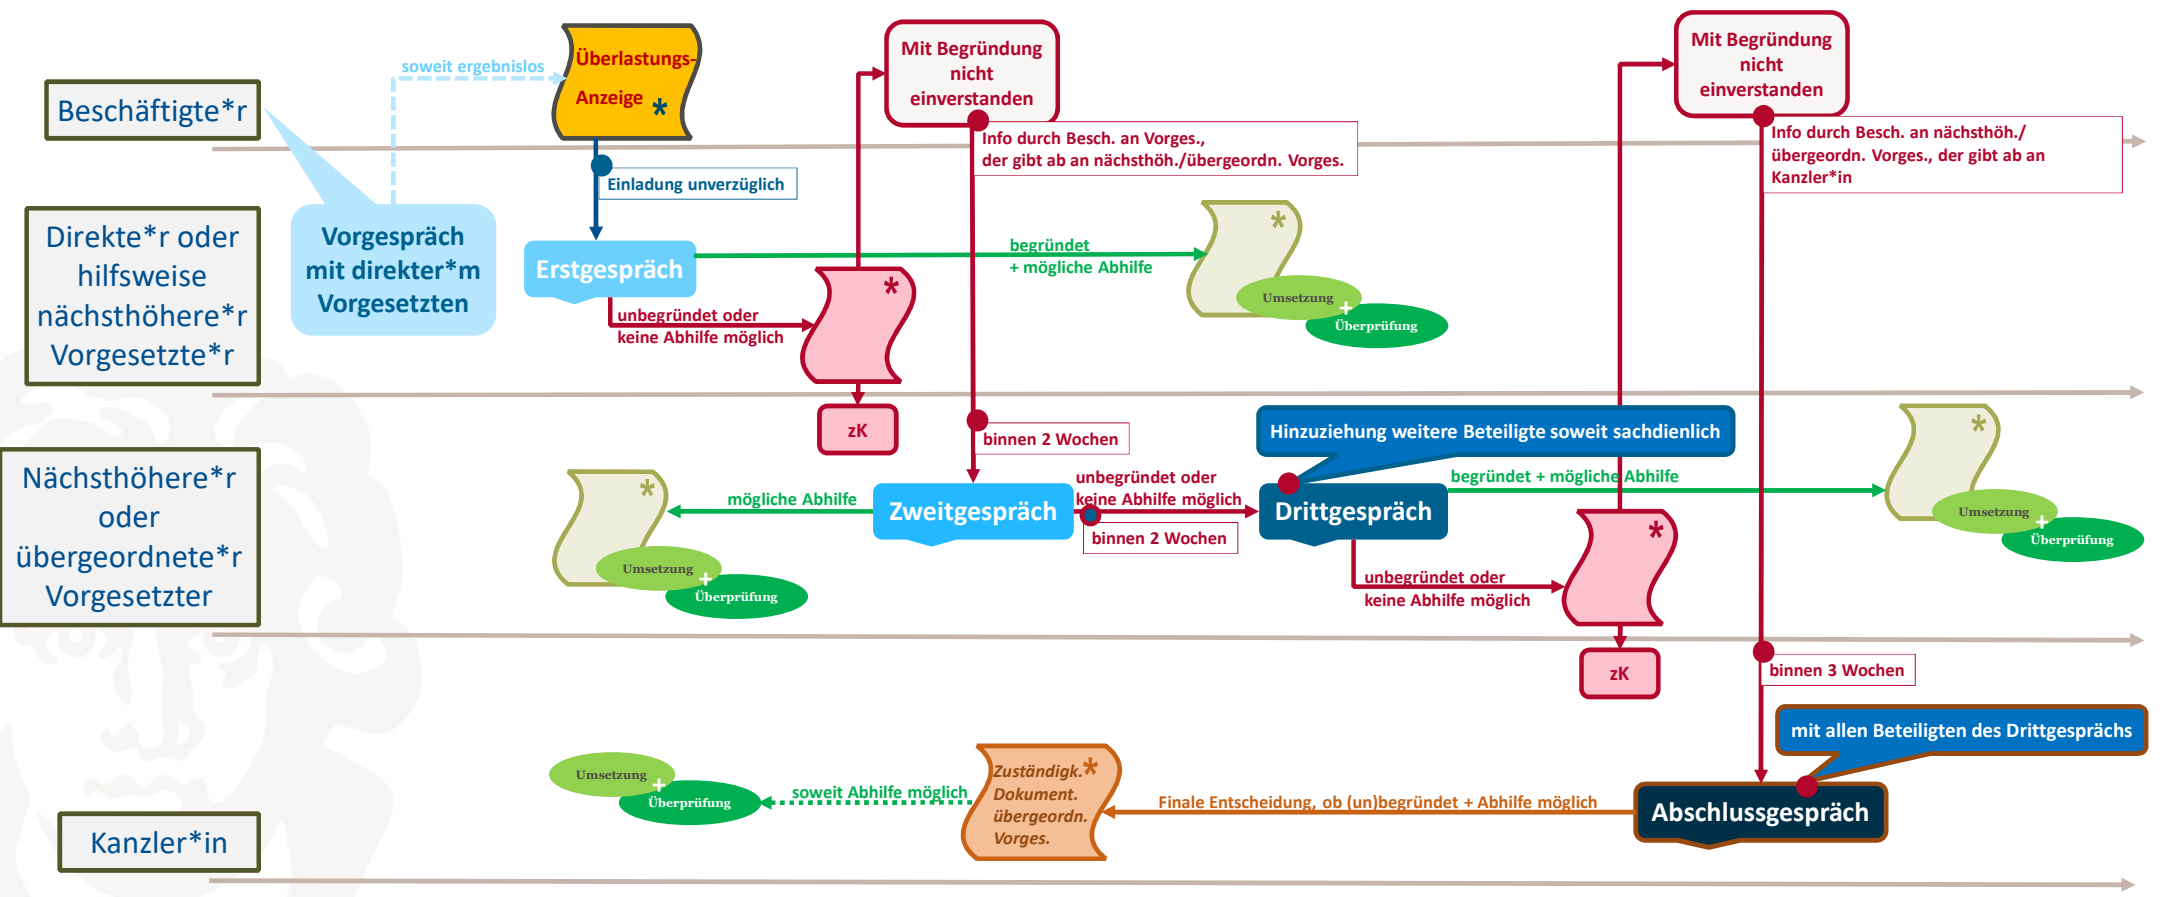 soweit ergebnislos
Überlastungs-
Anzeige *
Mit Begründung
nicht
einverstanden
Mit Begründung
nicht
einverstanden
Beschäftigte*r
Info durch Besch. an Vorges.,
der gibt ab an nächsthöh./übergeordn. Vorges.
Info durch Besch. an nächsthöh./
übergeordn. Vorges., der gibt ab an
Kanzler*in
Einladung unverzüglich
Direkte*r oder
hilfsweise
nächsthöhere*r
Vorgesetzte*r
Vorgespräch
mit direkter*m
Vorgesetzten
Erstgespräch
begründet
+ mögliche Abhilfe
*
Umsetzung
+
Überprüfung
unbegründet oder
keine Abhilfe möglich
*
zK
binnen 2 Wochen
Hinzuziehung weitere Beteiligte soweit sachdienlich
Nächsthöhere*r
oder
übergeordnete*r
Vorgesetzter
*
Umsetzung
+
Überprüfung
mögliche Abhilfe
Zweitgespräch
unbegründet oder
keine Abhilfe möglich
binnen 2 Wochen
Drittgespräch
begründet + mögliche Abhilfe
*
Umsetzung
+
Überprüfung
unbegründet oder
keine Abhilfe möglich
*
zK
binnen 3 Wochen
mit allen Beteiligten des Drittgesprächs
Kanzler*in
Umsetzung
+
Überprüfung
soweit Abhilfe möglich
Zuständigk.*
Dokument.
übergeordn.
Vorges.
Finale Entscheidung, ob (un)begründet + Abhilfe möglich
Abschlussgespräch